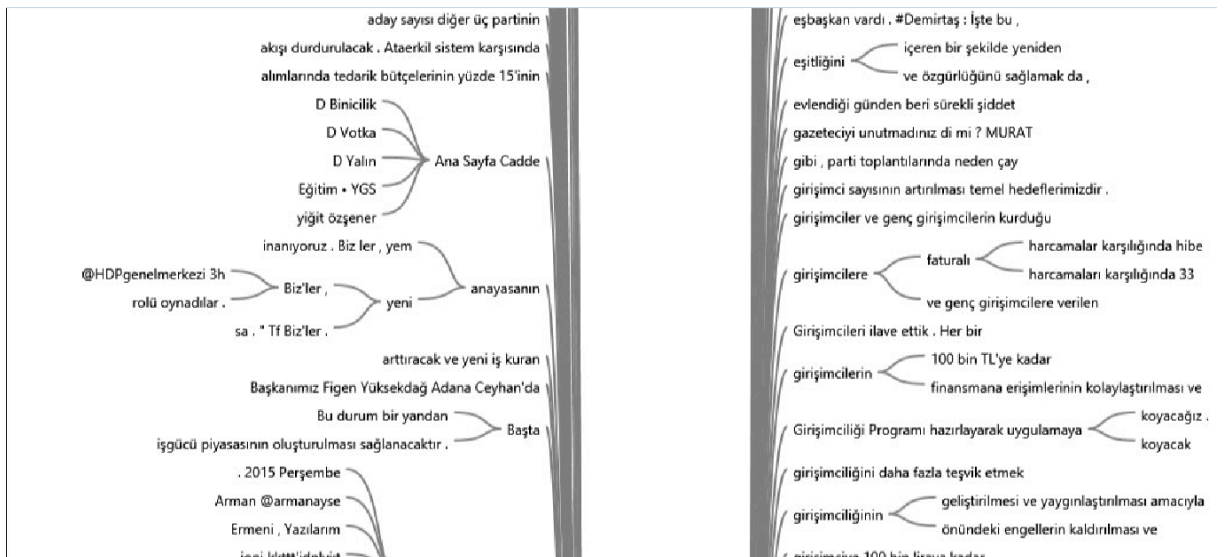 aday sayısı diğer üç partinin
akışı durdurulacak . Ataerkil sistem karşısında
alımlarında tedarik bütçelerinin yüzde 15'inin
D Binicilik
D Votka
D Yalın
Eğitim • YGS
yiğit özşener
Ana Sayfa Cadde
inanıyoruz . Biz ler , yem
@HDPgenelmerkezi 3h
rolü oynadılar .
Biz'ler ,
sa . " Tf Biz'ler .
yeni
anayasanın
arttıracak ve yeni iş kuran
Başkanımız Figen Yüksekdağ Adana Ceyhan'da
Bu durum bir yandan
işgücü piyasasının oluşturulması sağlanacaktır .
Başta
. 2015 Perşembe
Arman @armanayse
Ermeni , Yazılarım
eşbaşkan vardı . #Demirtaş : İşte bu ,
eşitliğini
içeren bir şekilde yeniden
ve özgürlüğünü sağlamak da ,
evlendiği günden beri sürekli şiddet
gazeteciyi unutmadınız di mi ? MURAT
gibi , parti toplantılarında neden çay
girişimci sayısının artırılması temel hedeflerimizdir .
girişimciler ve genç girişimcilerin kurduğu
girişimcilere
faturalı
harcamalar karşılığında hibe
harcamaları karşılığında 33
ve genç girişimcilere verilen
Girişimcileri ilave ettik . Her bir
girişimcilerin
100 bin TL'ye kadar
finansmana erişimlerinin kolaylaştırılması ve
Girişimciliği Programı hazırlayarak uygulamaya
koyacağız .
koyacak
girişimciliğini daha fazla teşvik etmek
girişimciliğinin
geliştirilmesi ve yaygınlaştırılması amacıyla
önündeki engellerin kaldırılması ve
girişimciye 100 bin liraya kadar